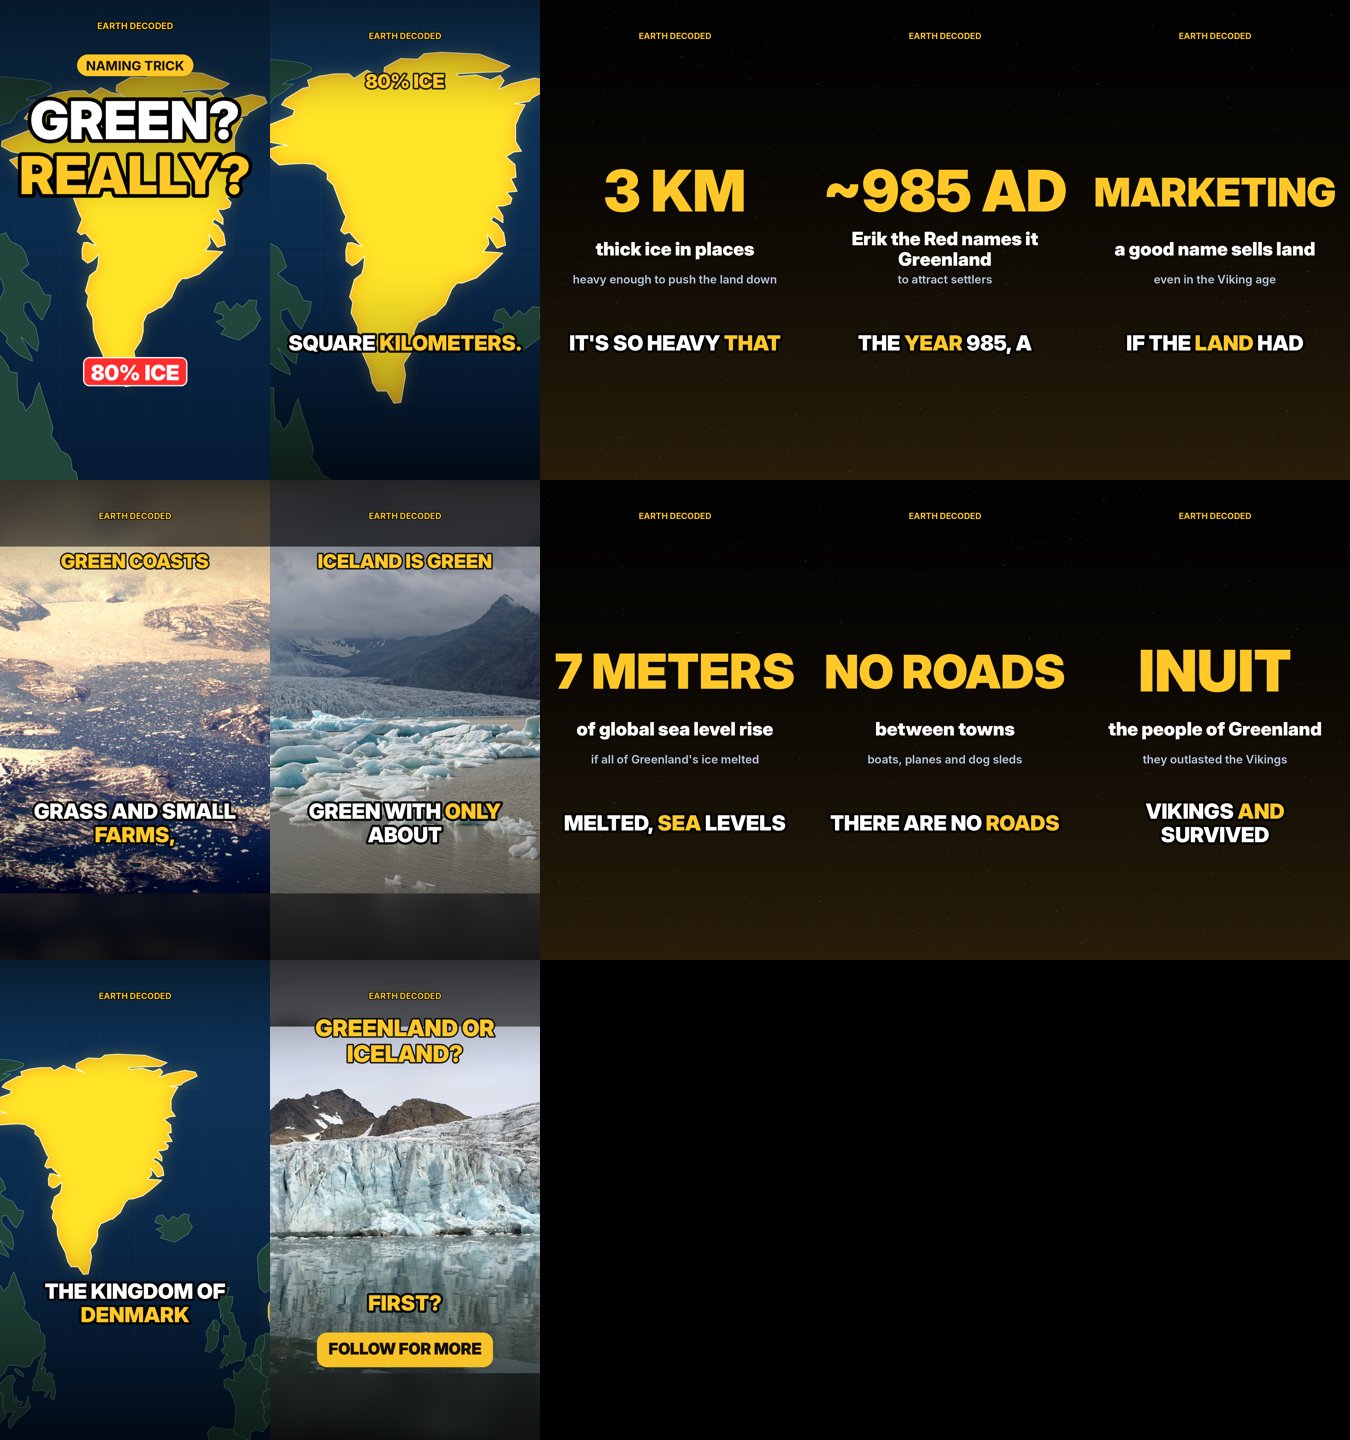 EARTH DECODED
NAMING TRICK
GREEN?
REALLY?
80% ICE
EARTH DECODED
80% ICE
SQUARE KILOMETERS.
EARTH DECODED
3 KM
thick ice in places
heavy enough to push the land down
IT'S SO HEAVY THAT
EARTH DECODED
~985 AD
Erik the Red names it
Greenland
to attract settlers
THE YEAR 985, A
EARTH DECODED
MARKETING
a good name sells land
even in the Viking age
IF THE LAND HAD
EARTH DECODED
GREEN COASTS
GRASS AND SMALL
FARMS,
EARTH DECODED
ICELAND IS GREEN
GREEN WITH ONLY
ABOUT
EARTH DECODED
7 METERS
of global sea level rise
if all of Greenland's ice melted
MELTED, SEA LEVELS
EARTH DECODED
NO ROADS
between towns
boats, planes and dog sleds
THERE ARE NO ROADS
EARTH DECODED
INUIT
the people of Greenland
they outlasted the Vikings
VIKINGS AND
SURVIVED
EARTH DECODED
THE KINGDOM OF
DENMARK
EARTH DECODED
GREENLAND OR
ICELAND?
FIRST?
FOLLOW FOR MORE